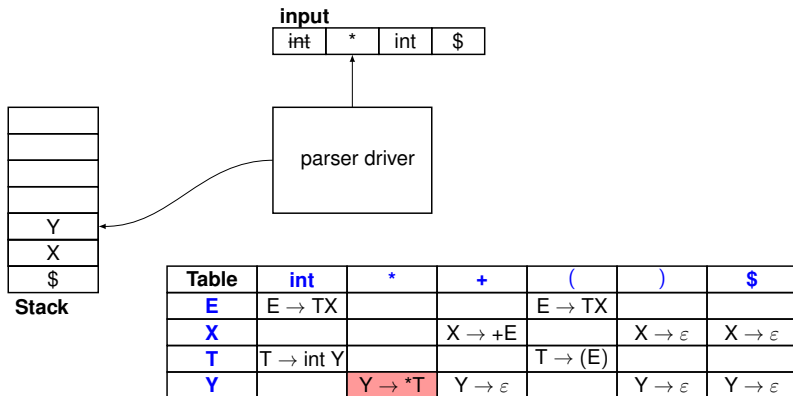 input
int * int $
parser driver
Y
X
$
Stack
Table int * + ( ) $
E E → TX E → TX
X X → +E X → ε X → ε
T T → int Y T → (E)
Y Y → *T Y → ε Y → ε Y → ε